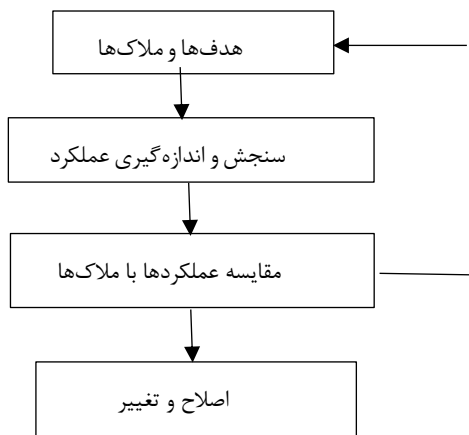 هدف‌ها و ملاک‌ها
سنجش و اندازه‌گیری عملکرد
مقایسه عملکردها با ملاک‌ها
اصلاح و تغییر